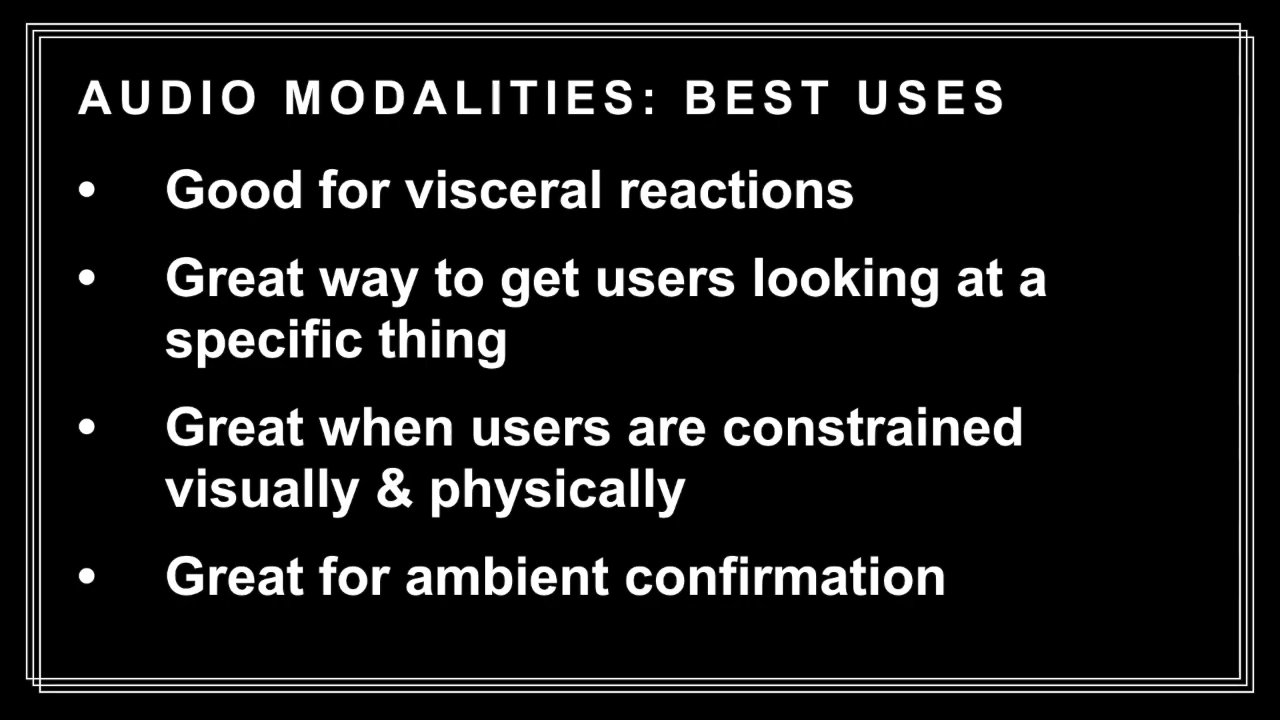 AUDIO MODALITIES: BEST USES
• Good for visceral reactions
• Great way to get users looking at a
specific thing
• Great when users are constrained
visually & physically
• Great for ambient confirmation